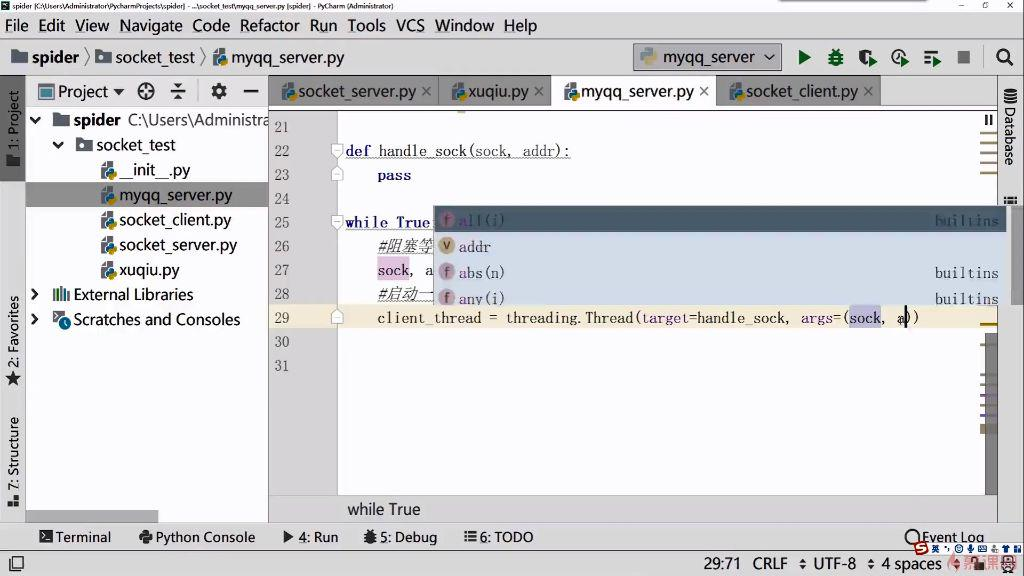 spider [C:\Users\Administrator\PycharmProjects\spider] - ...\socket_test\myqq_server.py [spider] - PyCharm (Administrator)
File Edit View Navigate Code Refactor Run Tools VCS Window Help
spider socket_test myqq_server.py myqq_server
1: Project
Project
socket_server.py xuqiu.py myqq_server.py socket_client.py
Database
spider C:\Users\Administra
socket_test
__init__.py
myqq_server.py
socket_client.py
socket_server.py
xuqiu.py
External Libraries
Scratches and Consoles
2: Favorites
7: Structure
21
22 def handle_sock(sock, addr):
23 pass
24
25 while True
26 #阻塞等
27 sock, a
28 #启动一
29 client_thread = threading.Thread(target=handle_sock, args=(sock, a))
30
31
all(i) builtins
addr
abs(n) builtins
any(i) builtins
while True
Terminal Python Console 4: Run 5: Debug 6: TODO Event Log
英
29:71 CRLF UTF-8 4 spaces